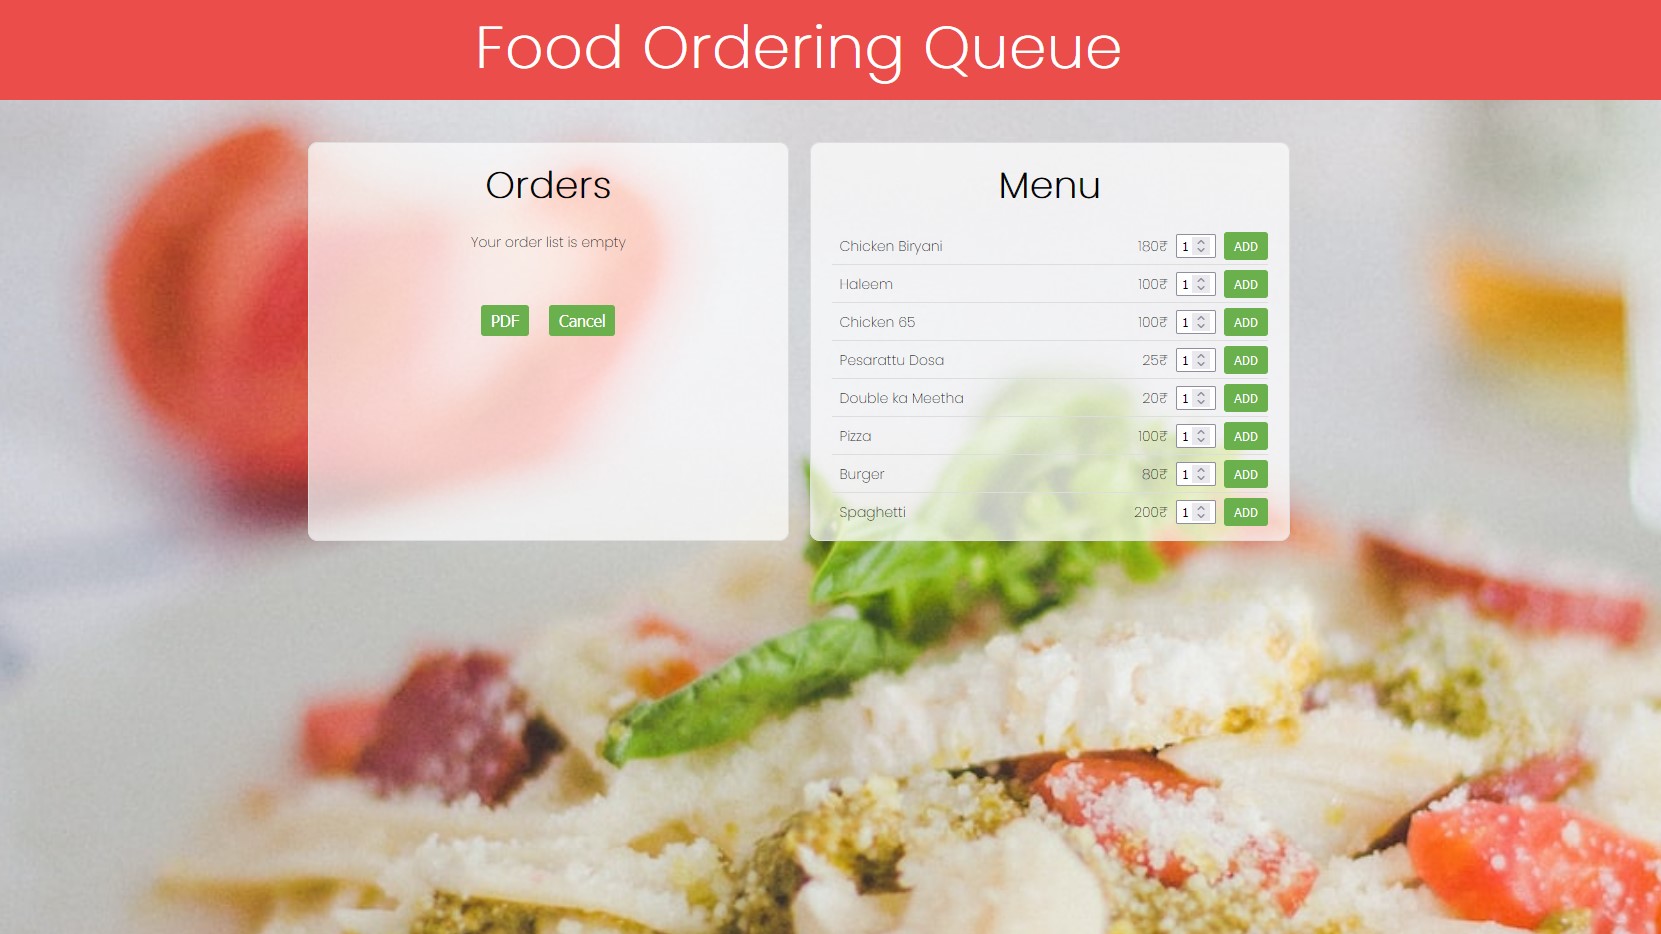 Food Ordering Queue
Orders
Your order list is empty
PDF Cancel
Menu
Chicken Biryani 180₹ 1 ADD
Haleem 100₹ 1 ADD
Chicken 65 100₹ 1 ADD
Pesarattu Dosa 25₹ 1 ADD
Double ka Meetha 20₹ 1 ADD
Pizza 100₹ 1 ADD
Burger 80₹ 1 ADD
Spaghetti 200₹ 1 ADD